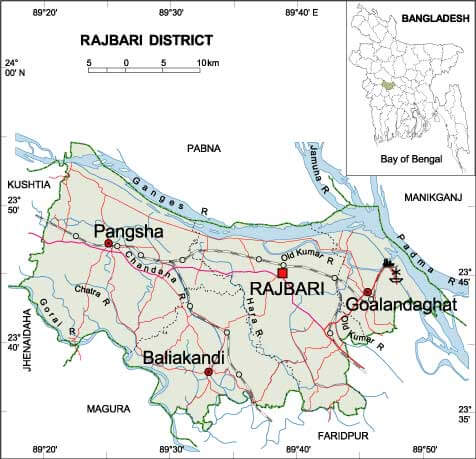 89°20'
89°30'
89°40' E
RAJBARI DISTRICT
5 0 5 10km
24°
00' N
BANGLADESH
Bay of Bengal
PABNA
Jamuna R
KUSHTIA
MANIKGANJ
23°
50'
Ganges R
Padma R
Pangsha
Old Kumar R
23°
45'
Chandana R
RAJBARI
Chatra R
Hara R
Goalandaghat
Gorai R
Old Kumar R
JHENAIDAHA
23°
40'
Baliakandi
MAGURA
FARIDPUR
23°
35'
89°20'
89°30'
89°40'
89°50'